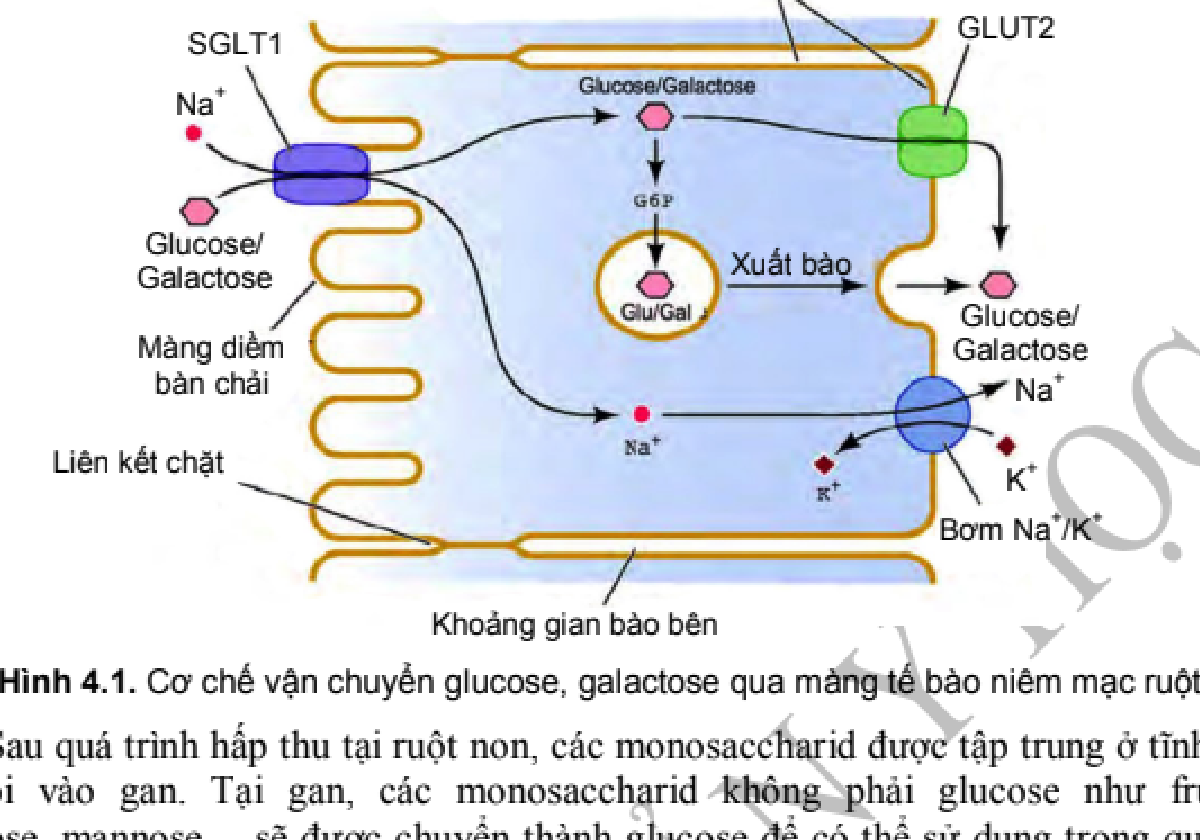 SGLT1
GLUT2
Na⁺
Glucose/Galactose
G6P
Glucose/
Galactose
Xuất bào
Glu/Gal
Glucose/
Galactose
Màng diềm
bàn chải
Na⁺
Na⁺
Liên kết chặt
K⁺
K⁺
Bơm Na⁺/K⁺
Khoảng gian bào bên
Hình 4.1. Cơ chế vận chuyển glucose, galactose qua màng tế bào niêm mạc ruột
Sau quá trình hấp thu tại ruột non, các monosaccharid được tập trung ở tĩnh
vào gan. Tại gan, các monosaccharid không phải glucose như
mannose sẽ được chuyển thành glucose để có thể sử dụng trong